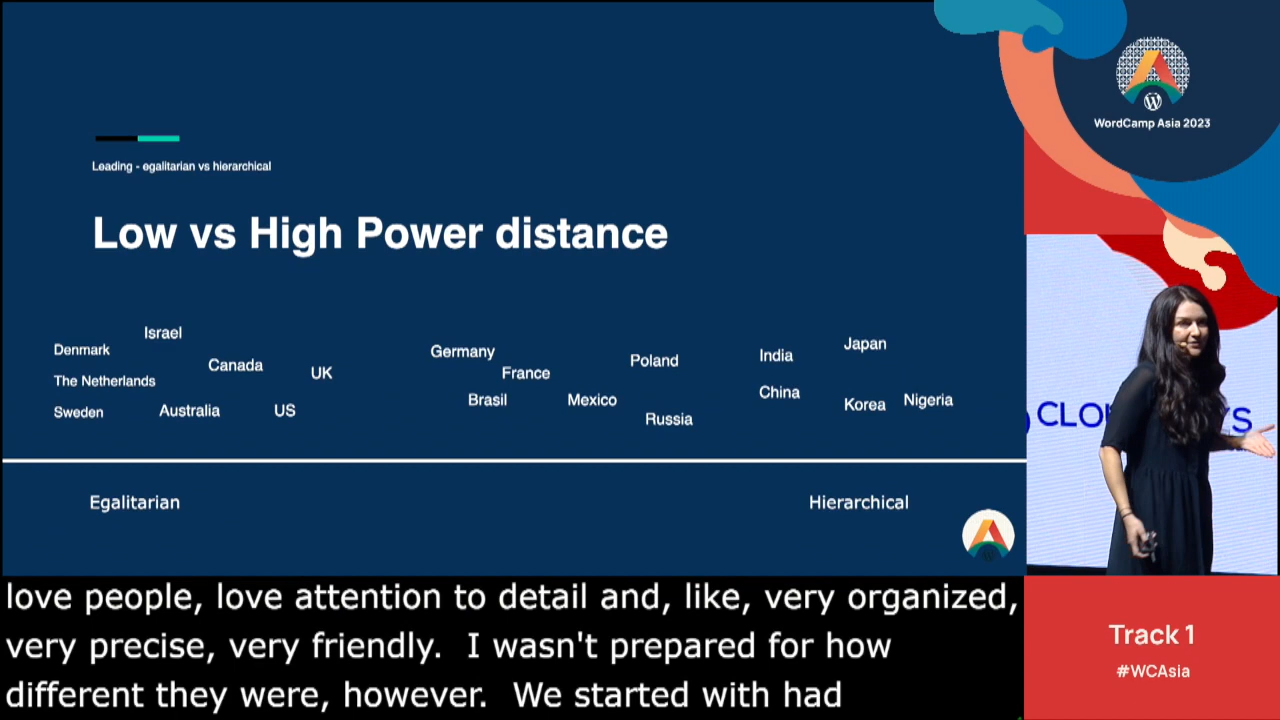 Leading - egalitarian vs hierarchical
Low vs High Power distance
Israel
Denmark
Canada
The Netherlands
UK
Sweden
Australia
US
Germany
France
Poland
Brasil
Mexico
Russia
India
Japan
China
Korea
Nigeria
Egalitarian
Hierarchical
love people, love attention to detail and, like, very organized,
very precise, very friendly.  I wasn't prepared for how
different they were, however.  We started with had
WordCamp Asia 2023
Track 1
#WCAsia